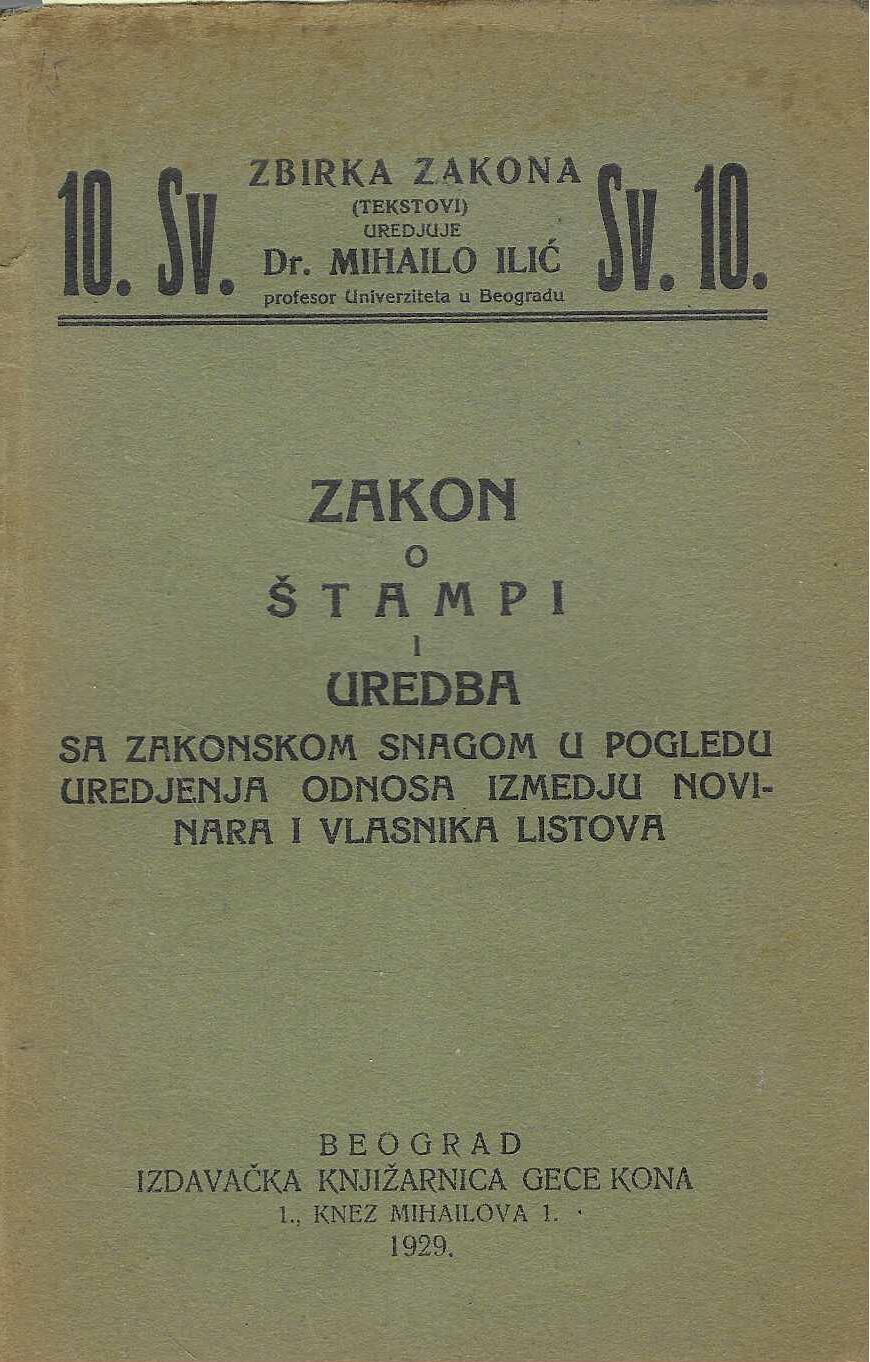 10. Sv.
ZBIRKA ZAKONA
(TEKSTOVI)
UREDJUJE
Dr. MIHAILO ILIĆ
profesor Univerziteta u Beogradu
Sv. 10.
ZAKON
O
ŠTAMPI
I
UREDBA
SA ZAKONSKOM SNAGOM U POGLEDU
UREDJENJA ODNOSA IZMEDJU NOVI-
NARA I VLASNIKA LISTOVA
BEOGRAD
IZDAVAČKA KNJIŽARNICA GECE KONA
1., KNEZ MIHAILOVA 1.
1929.